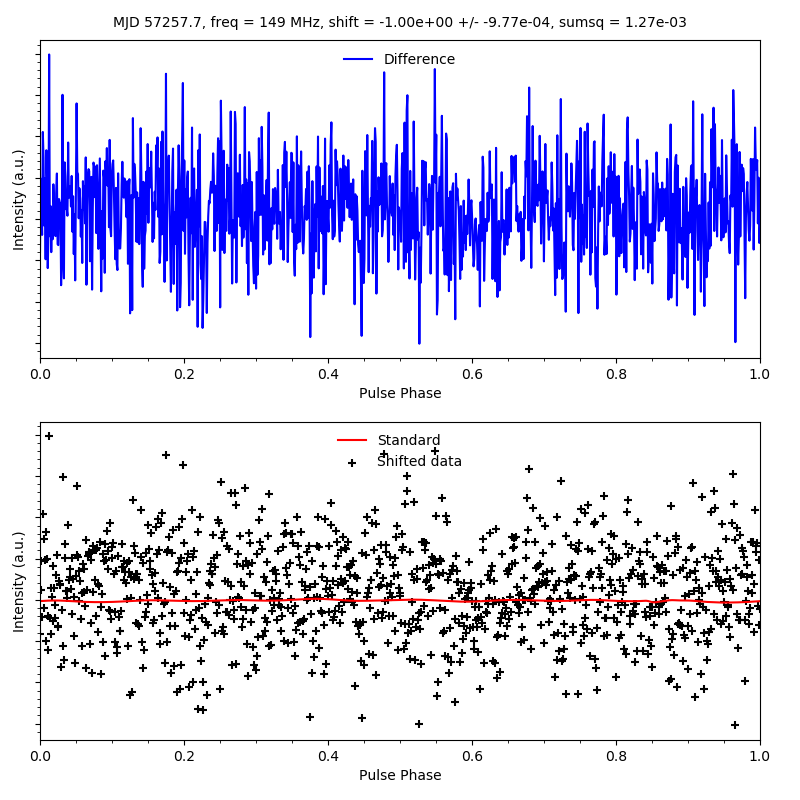 MJD 57257.7, freq = 149 MHz, shift = -1.00e+00 +/- -9.77e-04, sumsq = 1.27e-03
Difference
Intensity (a.u.)
0.0 0.2 0.4 0.6 0.8 1.0
Pulse Phase
Standard
Shifted data
Intensity (a.u.)
0.0 0.2 0.4 0.6 0.8 1.0
Pulse Phase